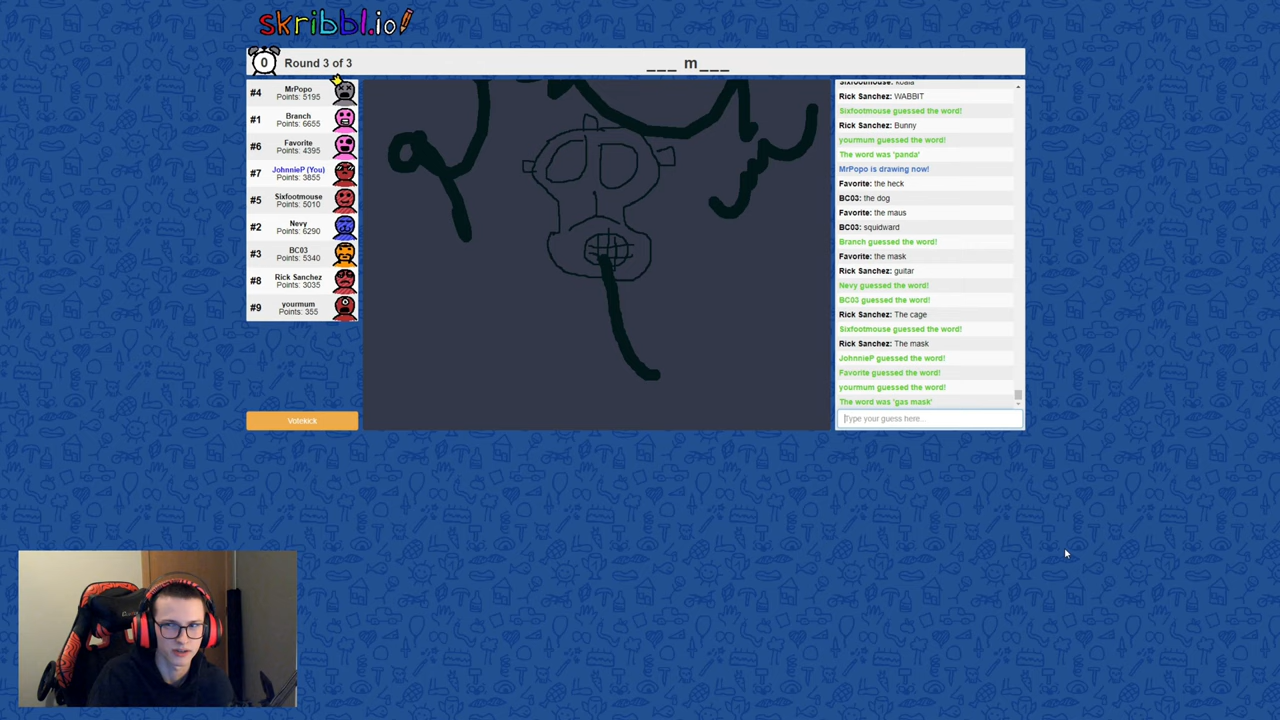 skribbl.io!
0
Round 3 of 3
___ m___
#4
MrPopo
Points: 5195
#1
Branch
Points: 6655
#6
Favorite
Points: 4395
#7
JohnnieP (You)
Points: 3855
#5
Sixfootmouse
Points: 5010
#2
Nevy
Points: 6290
#3
BC03
Points: 5340
#8
Rick Sanchez
Points: 3035
#9
yourmum
Points: 355
Votekick
Sixfootmouse: koala
Rick Sanchez: WABBIT
Sixfootmouse guessed the word!
Rick Sanchez: Bunny
yourmum guessed the word!
The word was 'panda'
MrPopo is drawing now!
Favorite: the heck
BC03: the dog
Favorite: the maus
BC03: squidward
Branch guessed the word!
Favorite: the mask
Rick Sanchez: guitar
Nevy guessed the word!
BC03 guessed the word!
Rick Sanchez: The cage
Sixfootmouse guessed the word!
Rick Sanchez: The mask
JohnnieP guessed the word!
Favorite guessed the word!
yourmum guessed the word!
The word was 'gas mask'
Type your guess here...